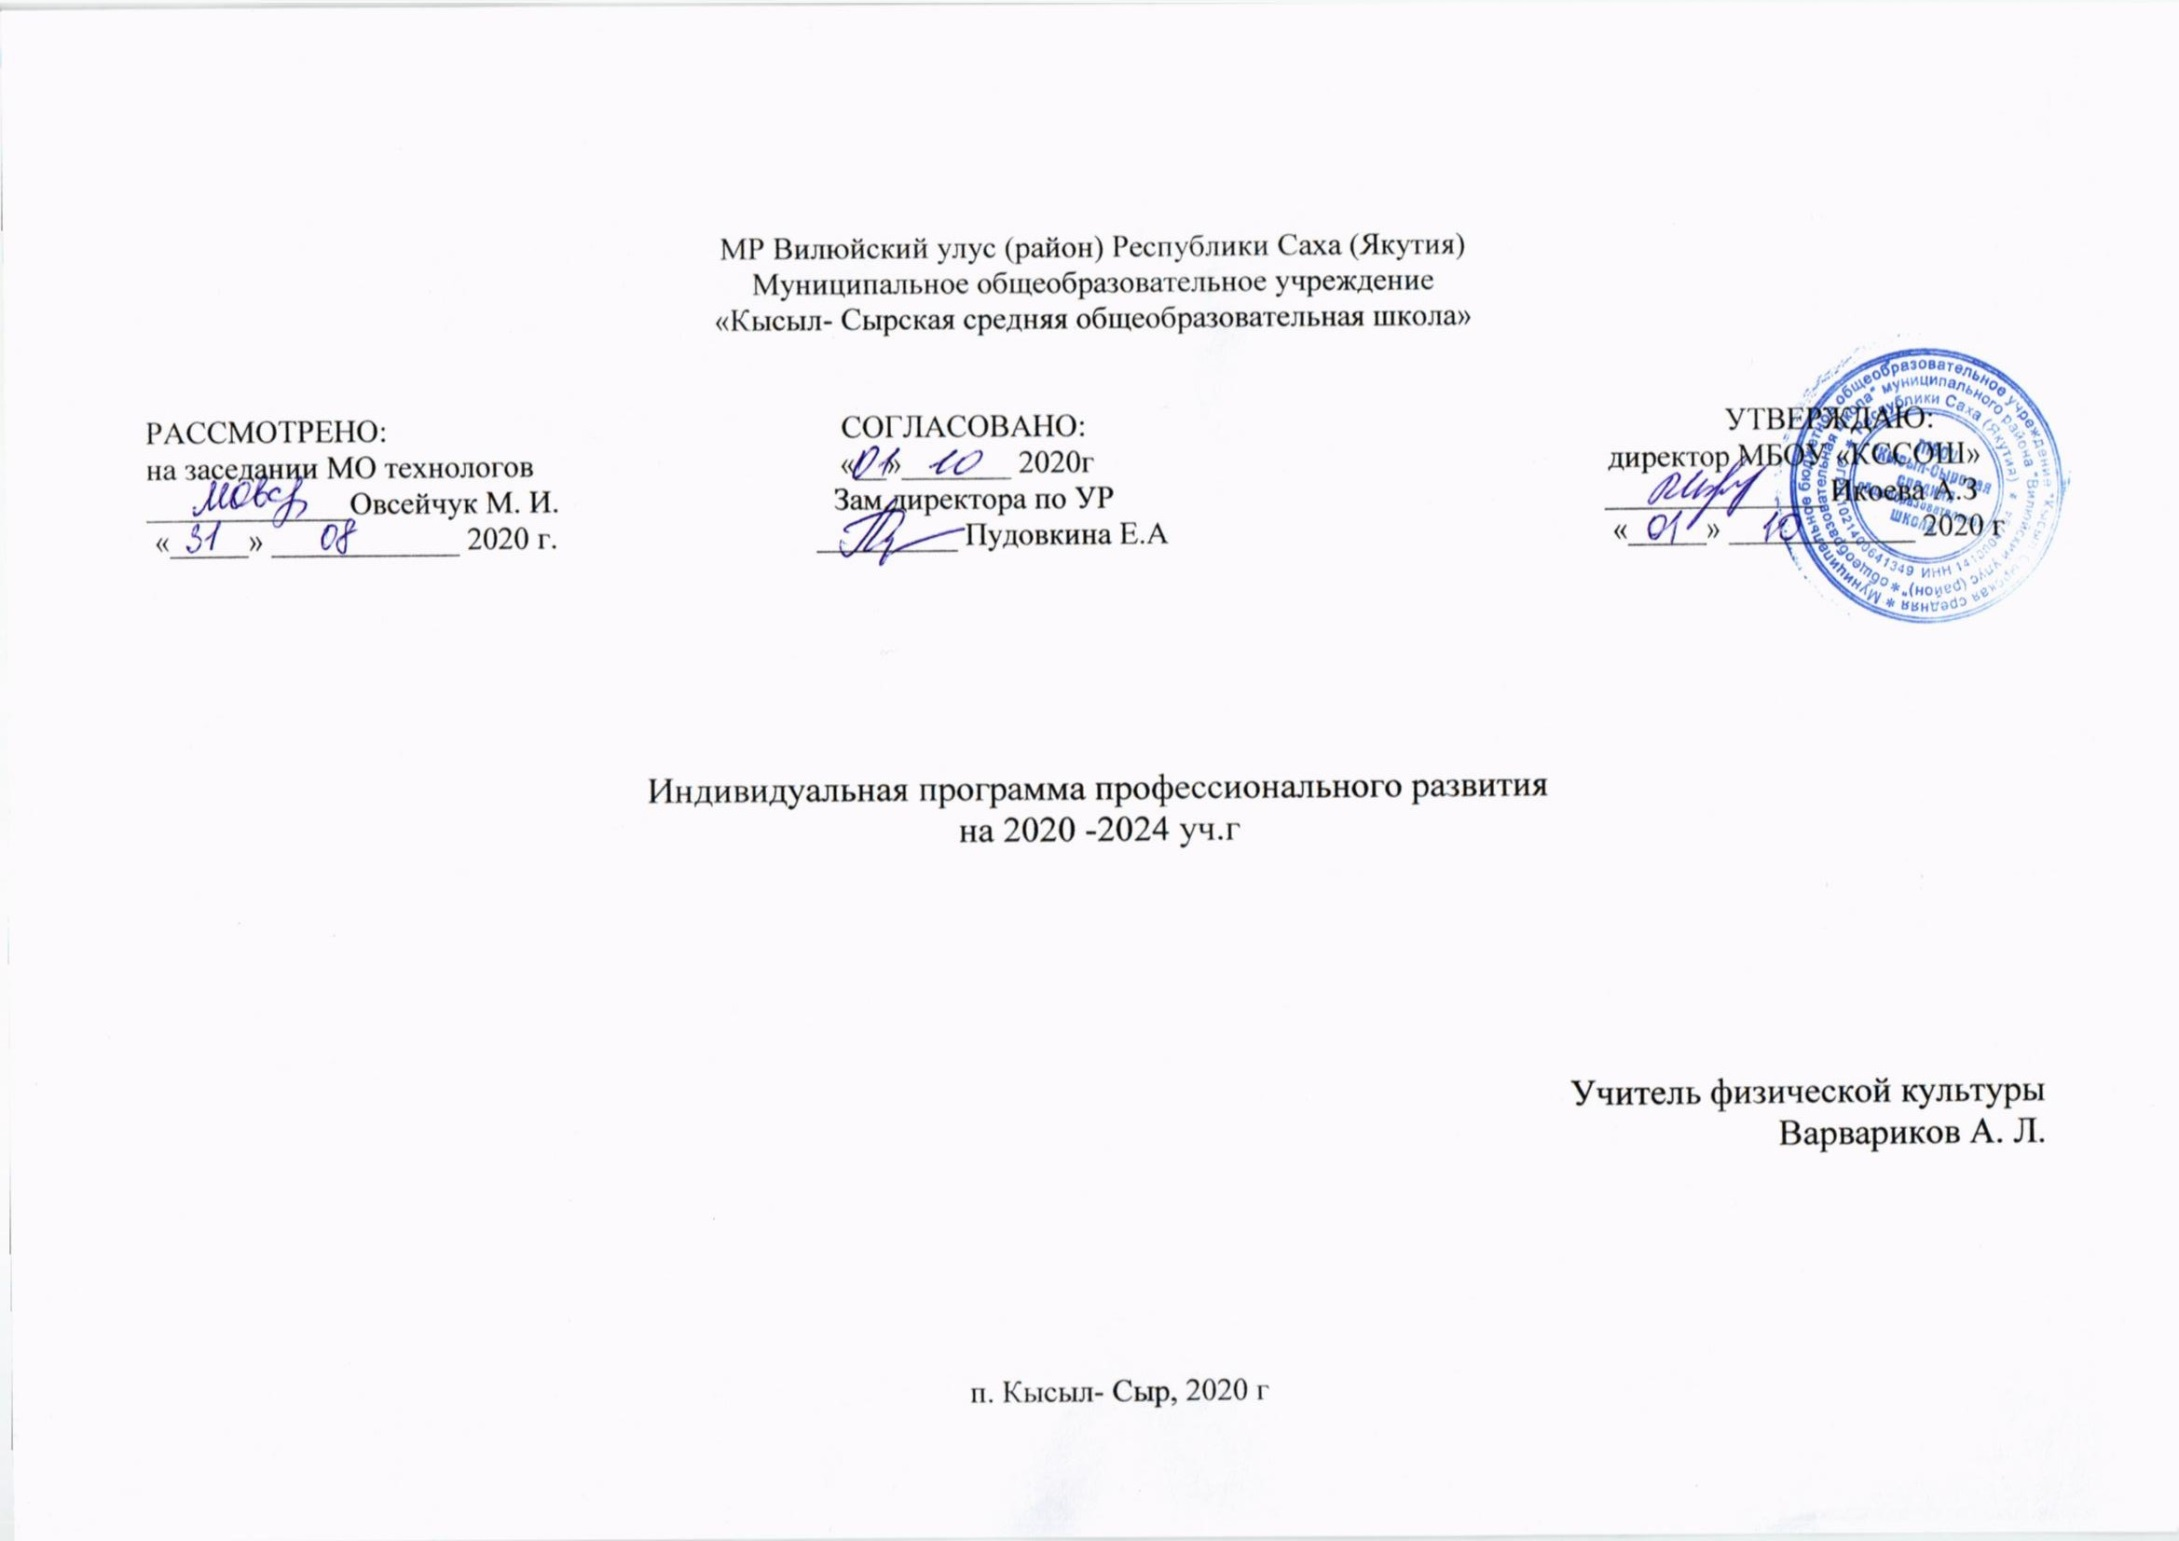 МР Вилюйский улус (район) Республики Саха (Якутия)
Муниципальное общеобразовательное учреждение
«Кысыл- Сырская средняя общеобразовательная школа»
РАССМОТРЕНО:
на заседании МО технологов
Овсейчук М. И.
«31» 08 2020 г.
СОГЛАСОВАНО:
«01» 10 2020г
Зам директора по УР
Пудовкина Е.А
УТВЕРЖДАЮ:
директор МБОУ «КССОШ»
Икоева А.З
«01» 10 2020 г
Индивидуальная программа профессионального развития
на 2020 -2024 уч.г
Учитель физической культуры
Варвариков А. Л.
п. Кысыл- Сыр, 2020 г